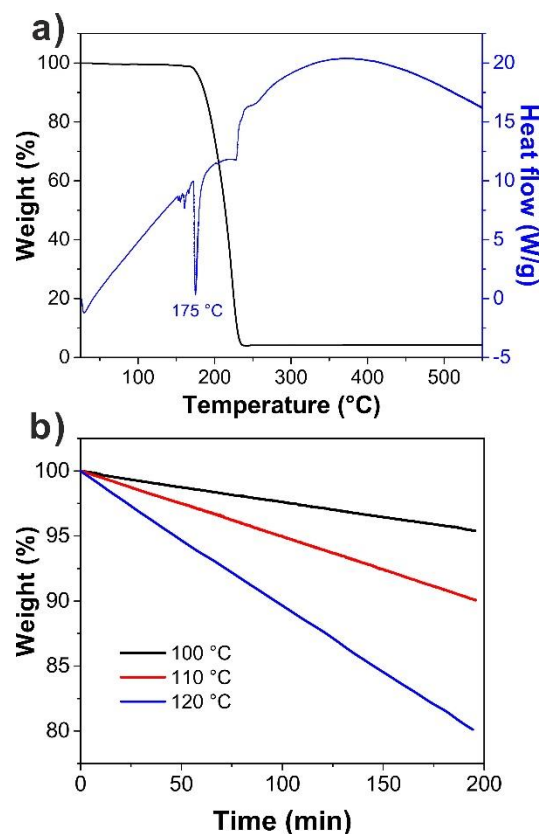 a)
100
80
60
40
20
0
Weight (%)
20
15
10
5
0
-5
Heat flow (W/g)
175 °C
100 200 300 400 500
Temperature (°C)
b)
100
95
90
85
80
Weight (%)
100 °C
110 °C
120 °C
0 50 100 150 200
Time (min)